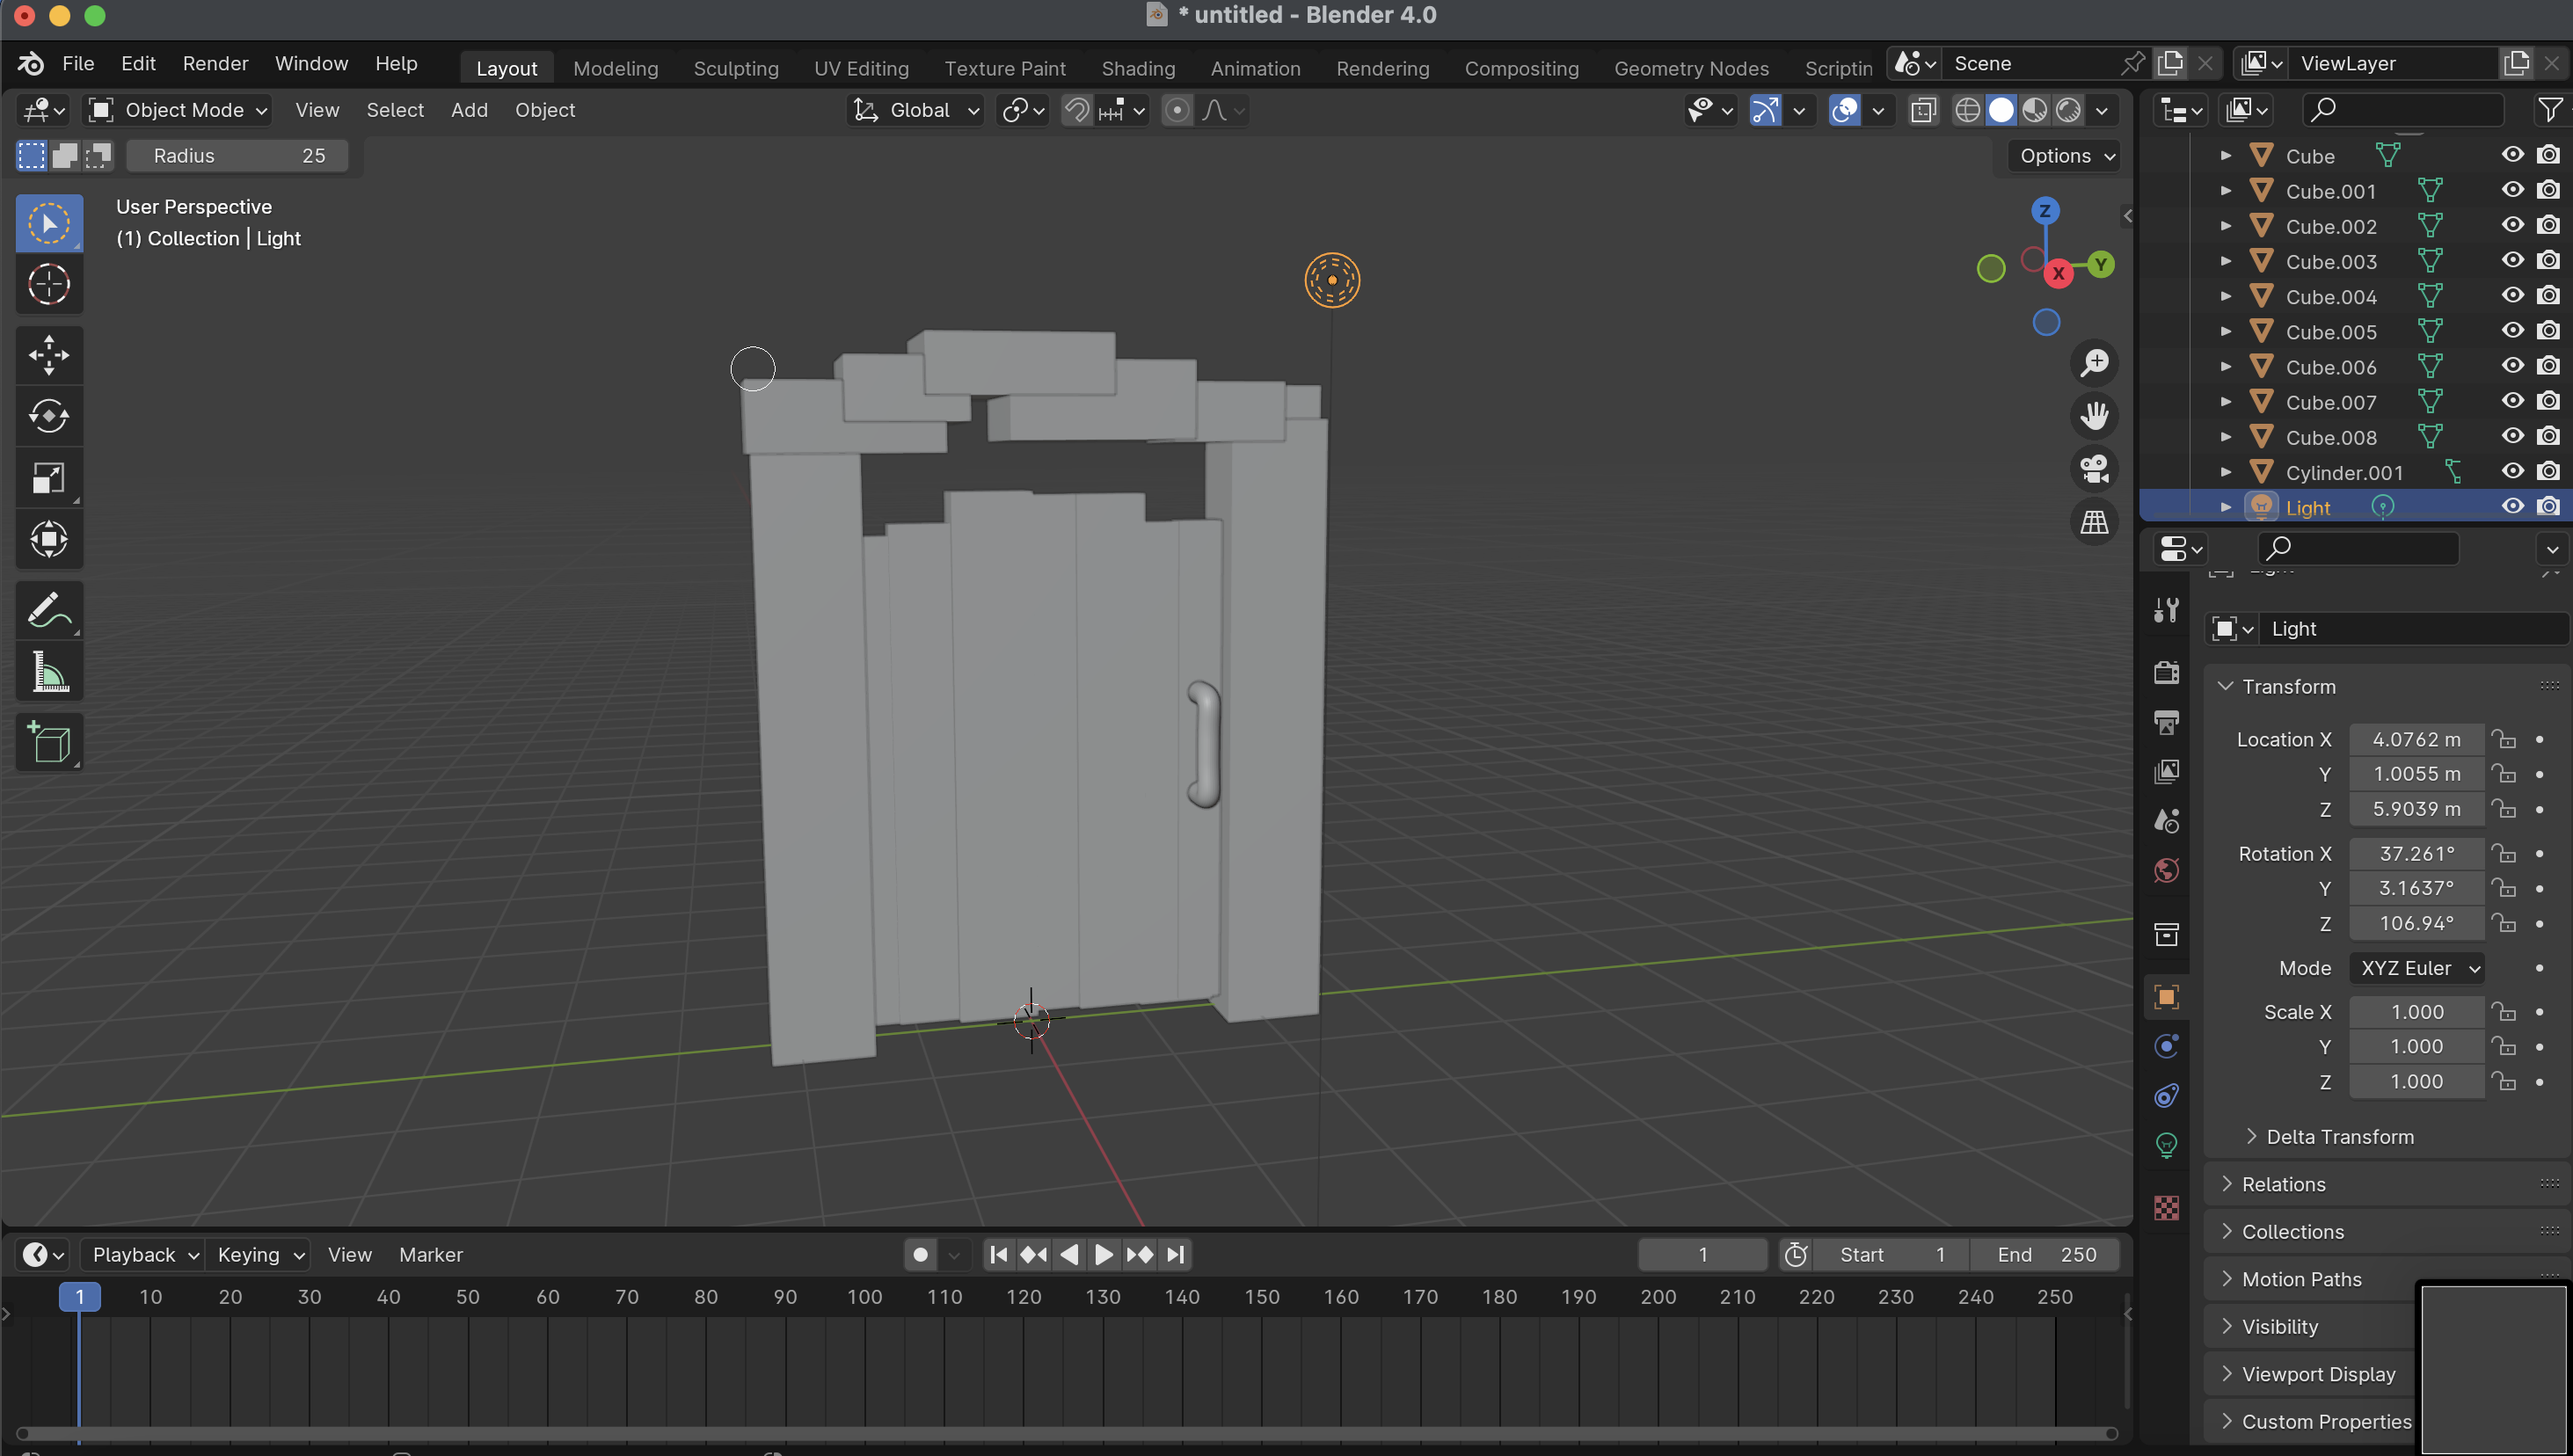 * untitled - Blender 4.0
File Edit Render Window Help Layout Modeling Sculpting UV Editing Texture Paint Shading Animation Rendering Compositing Geometry Nodes Scriptin Scene ViewLayer
Object Mode View Select Add Object Global
Radius 25 Options
User Perspective
(1) Collection | Light
Z
Y
X
Cube
Cube.001
Cube.002
Cube.003
Cube.004
Cube.005
Cube.006
Cube.007
Cube.008
Cylinder.001
Light
Light
Transform
Location X 4.0762 m
Y 1.0055 m
Z 5.9039 m
Rotation X 37.261°
Y 3.1637°
Z 106.94°
Mode XYZ Euler
Scale X 1.000
Y 1.000
Z 1.000
Delta Transform
Relations
Collections
Motion Paths
Visibility
Viewport Display
Custom Properties
Playback Keying View Marker 1 Start 1 End 250
1 10 20 30 40 50 60 70 80 90 100 110 120 130 140 150 160 170 180 190 200 210 220 230 240 250